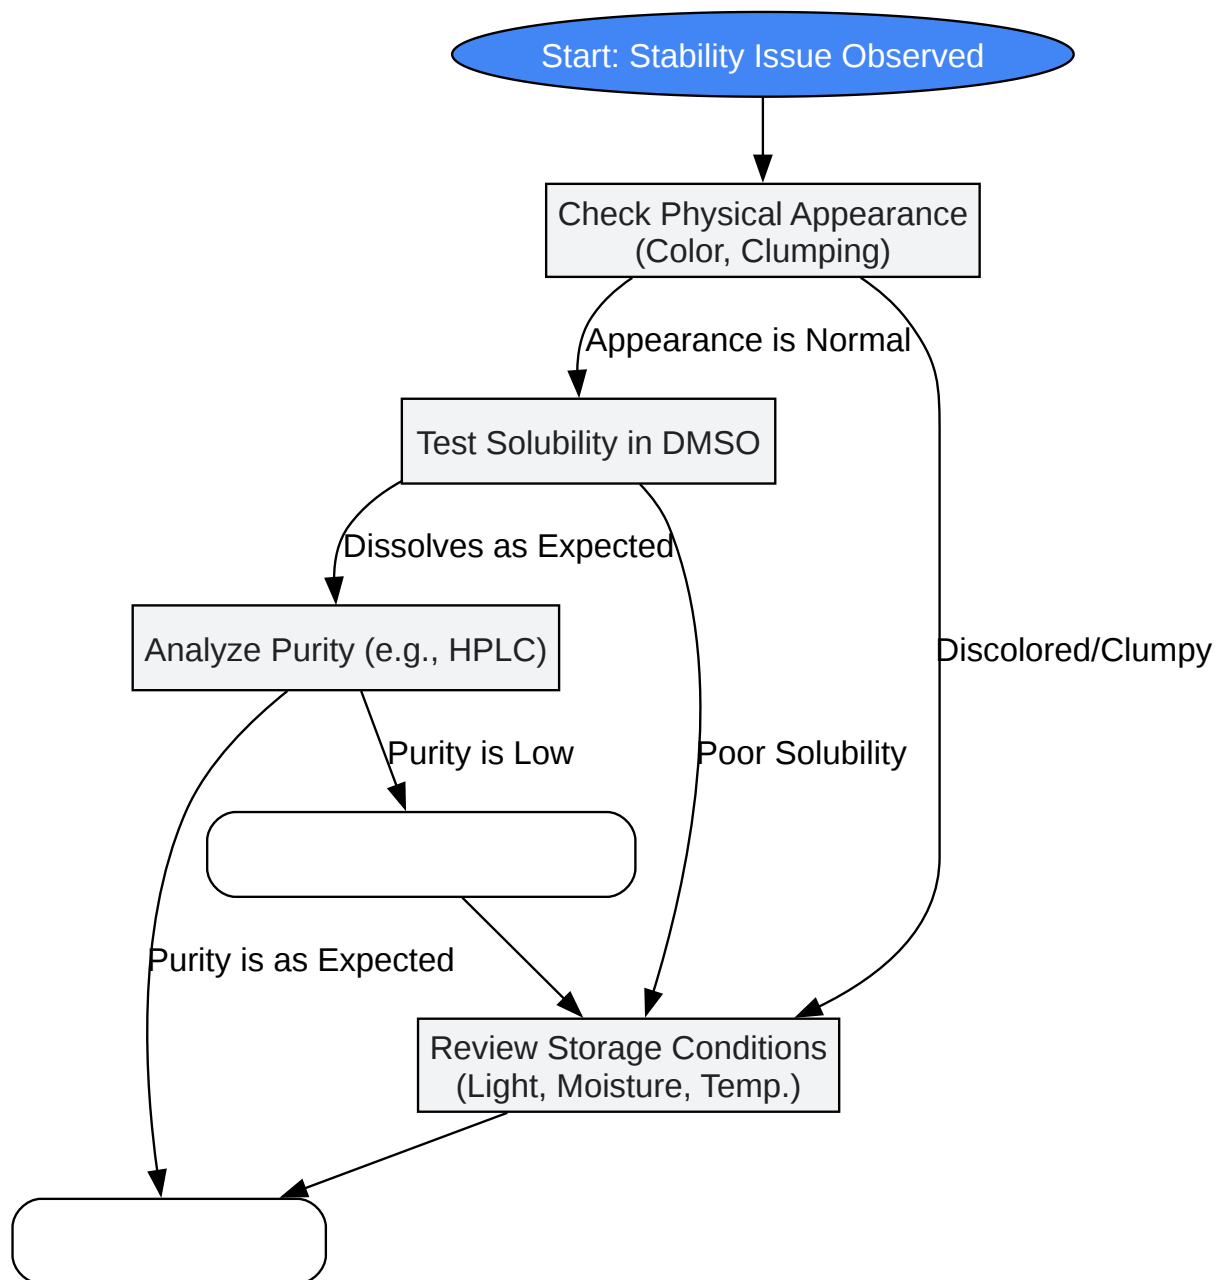 Start: Stability Issue Observed
Check Physical Appearance
(Color, Clumping)
Appearance is Normal
Test Solubility in DMSO
Dissolves as Expected
Analyze Purity (e.g., HPLC)
Discolored/Clumpy
Purity is Low
Poor Solubility
Purity is as Expected
Review Storage Conditions
(Light, Moisture, Temp.)